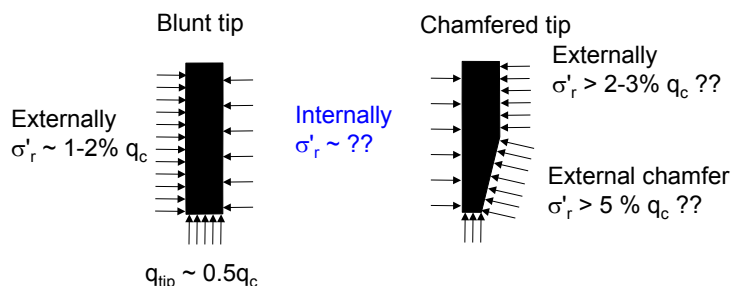 Blunt tip
Chamfered tip
Externally
σ'r ~ 1-2% qc
Internally
σ'r ~ ??
Externally
σ'r > 2-3% qc ??
External chamfer
σ'r > 5 % qc ??
qtip ~ 0.5qc